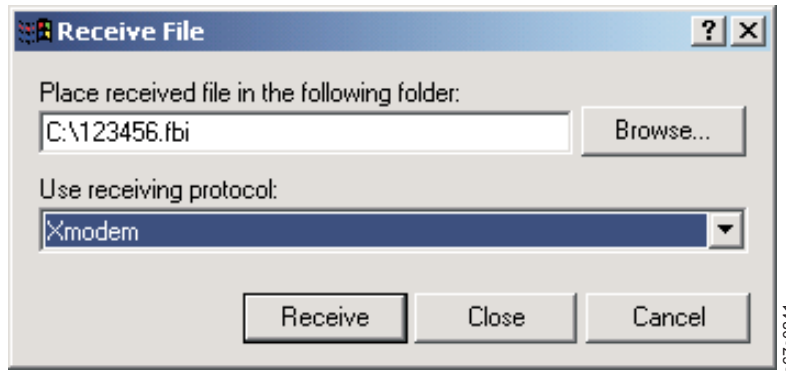 Receive File
Place received file in the following folder:
C:\123456.fbi
Browse...
Use receiving protocol:
Xmodem
Receive
Close
Cancel